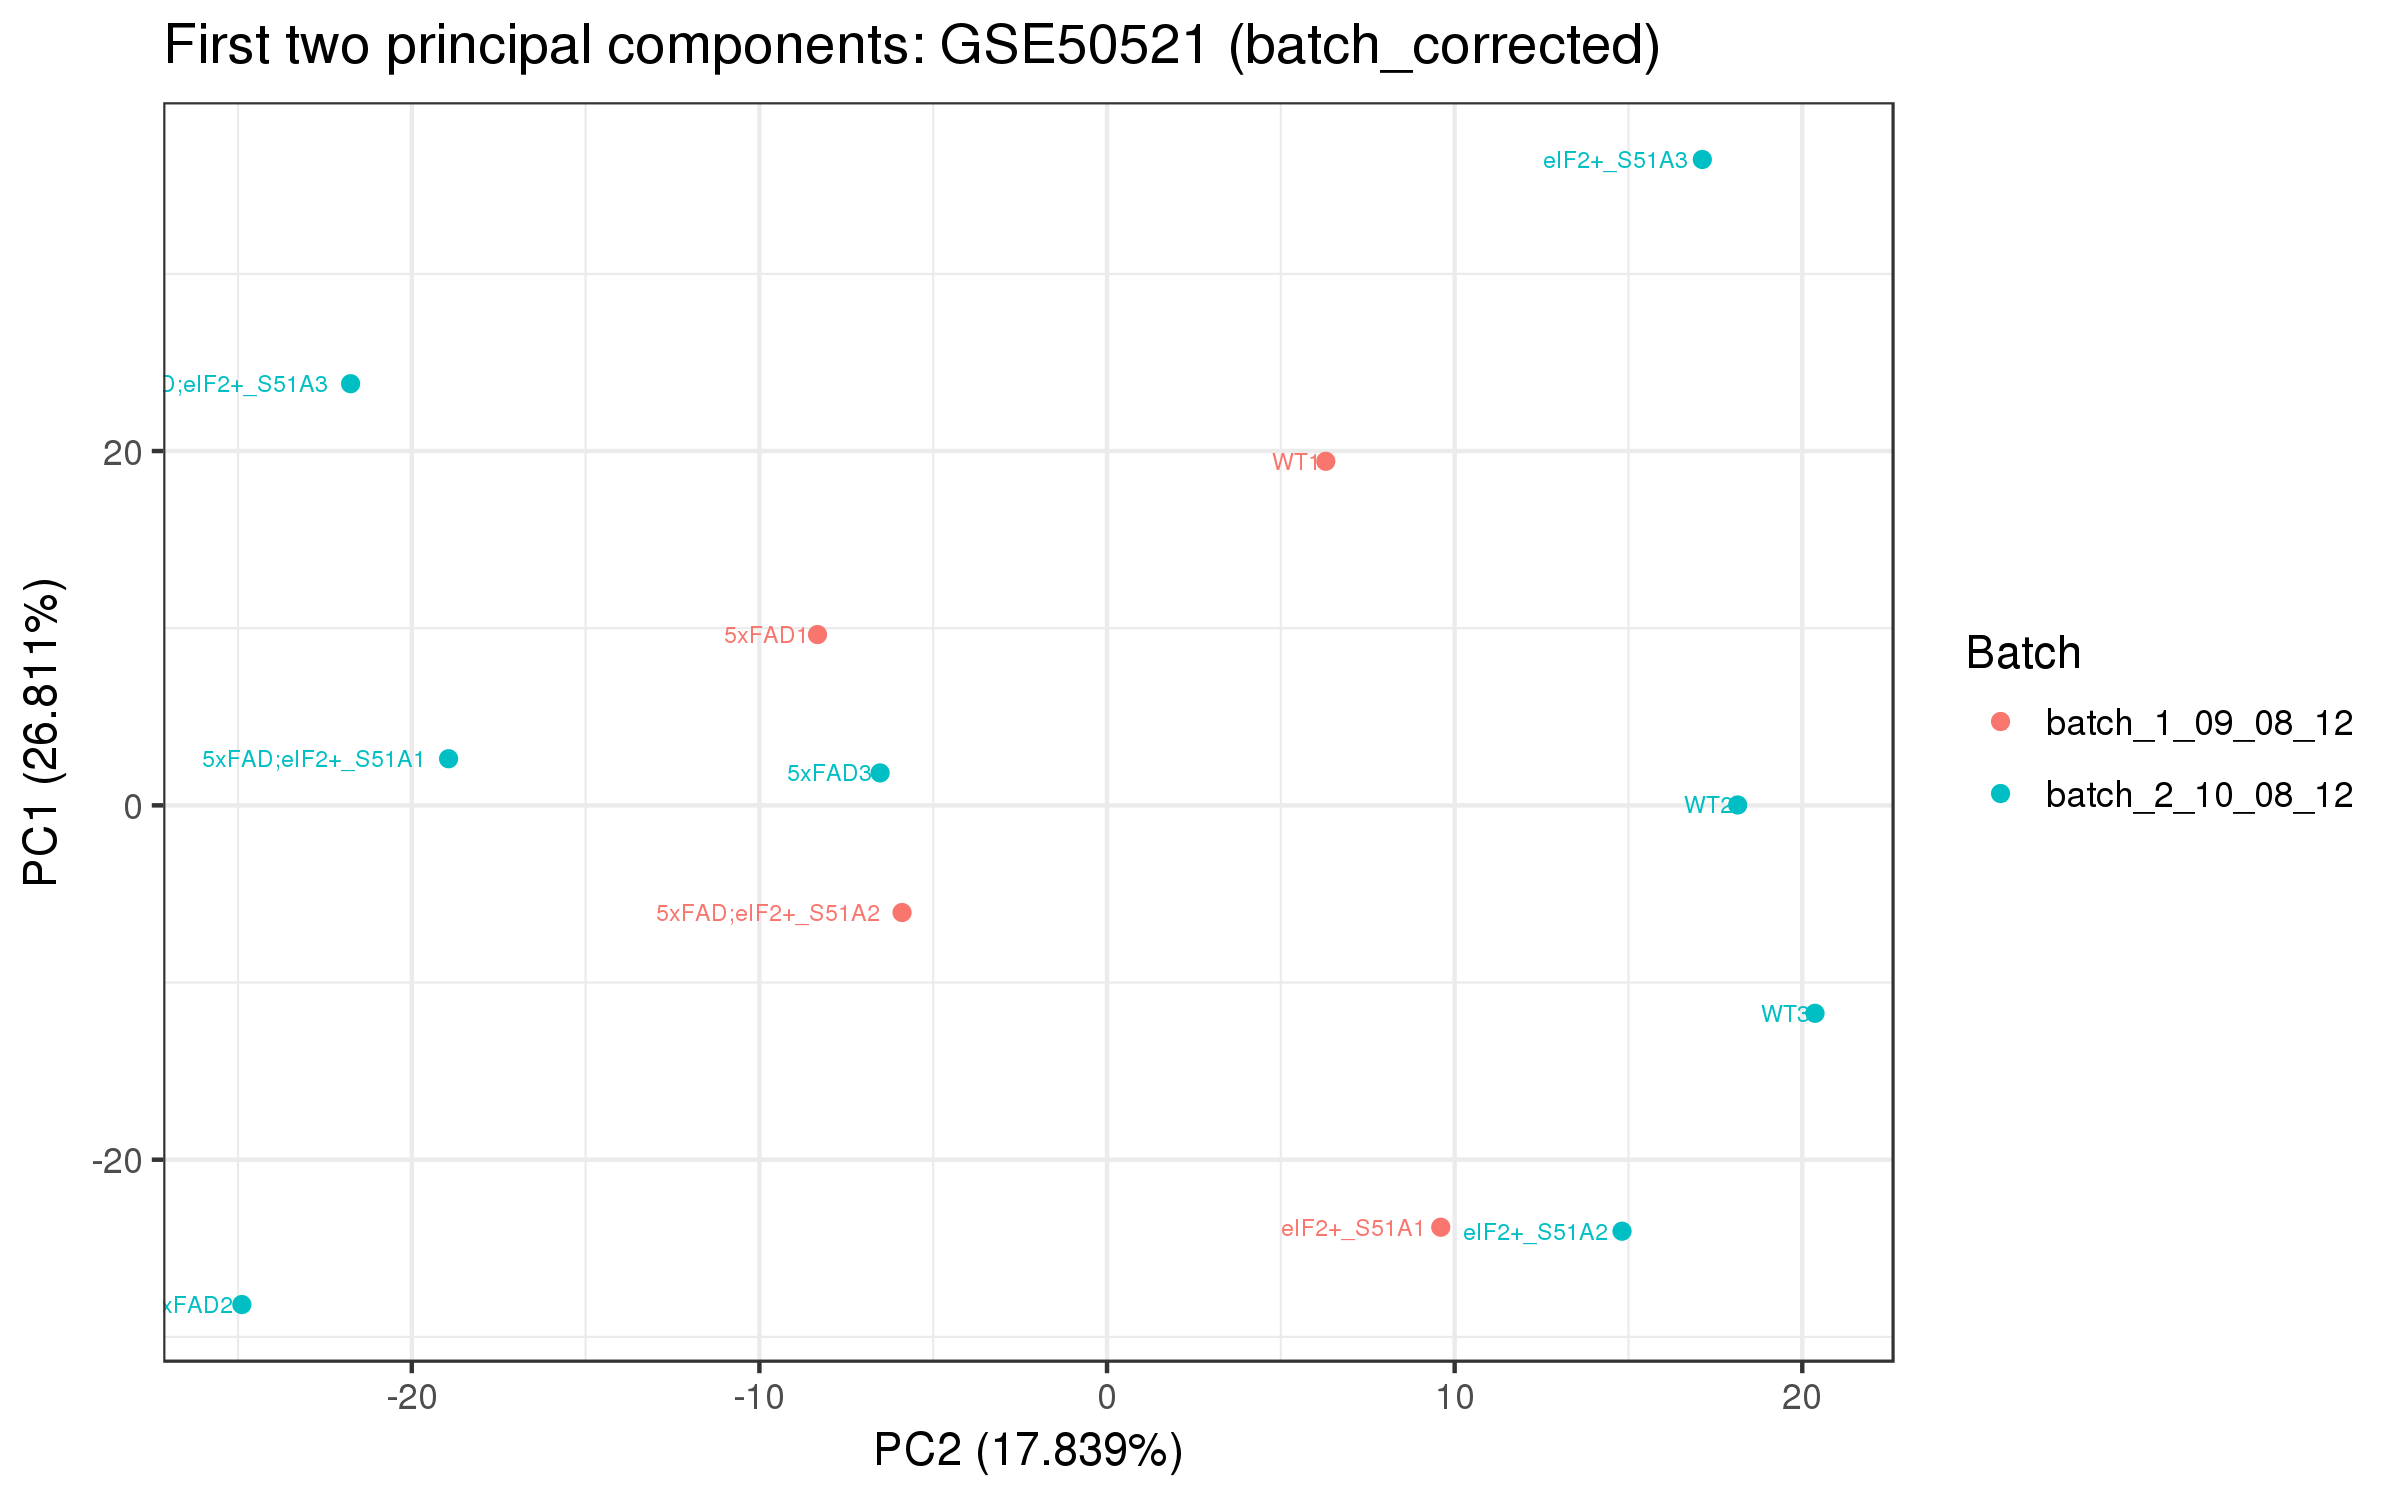 First two principal components: GSE50521 (batch_corrected)
eIF2+_S51A3
D;eIF2+_S51A3
20
WT1
5xFAD1
Batch
batch_1_09_08_12
5xFAD;eIF2+_S51A1
5xFAD3
batch_2_10_08_12
PC1 (26.811%)
0
WT2
5xFAD;eIF2+_S51A2
WT3
-20
eIF2+_S51A1
eIF2+_S51A2
xFAD2
-20
-10
0
10
20
PC2 (17.839%)